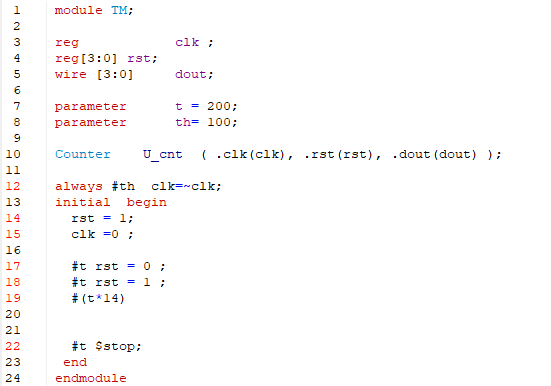 1 module TM;
2
3 reg clk ;
4 reg[3:0] rst;
5 wire [3:0] dout;
6
7 parameter t = 200;
8 parameter th= 100;
9
10 Counter U_cnt ( .clk(clk), .rst(rst), .dout(dout) );
11
12 always #th clk=~clk;
13 initial begin
14 rst = 1;
15 clk =0 ;
16
17 #t rst = 0 ;
18 #t rst = 1 ;
19 #(t*14)
20
21
22 #t $stop;
23 end
24 endmodule